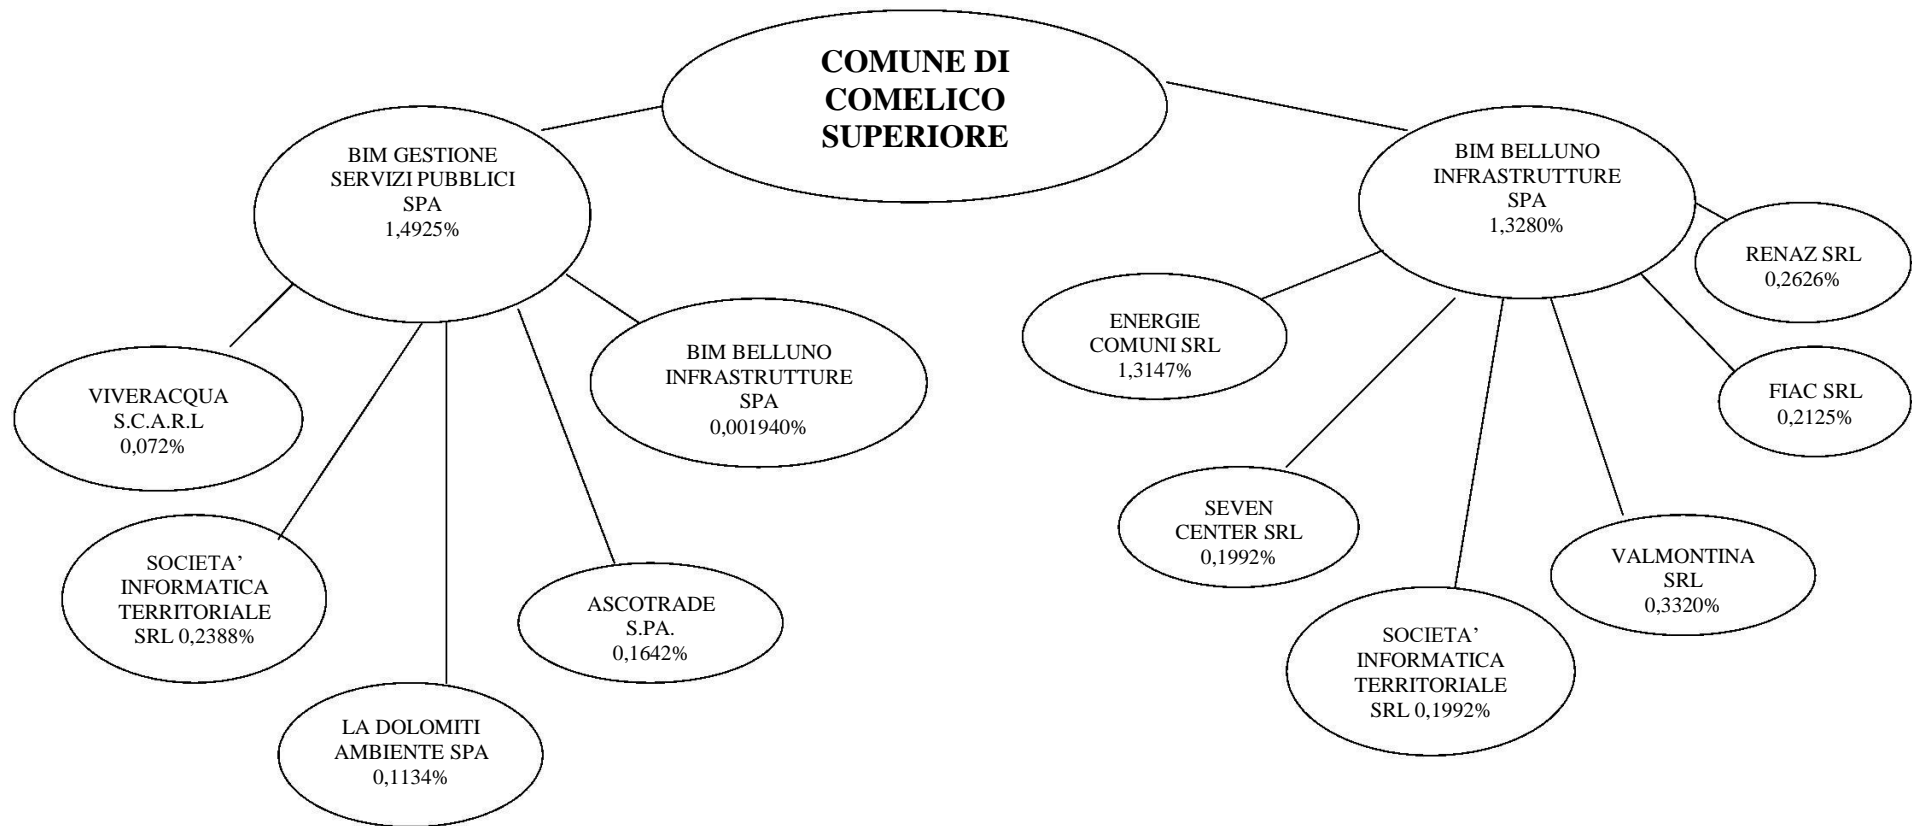 COMUNE DI
COMELICO
SUPERIORE
BIM GESTIONE
SERVIZI PUBBLICI
SPA
1,4925%
BIM BELLUNO
INFRASTRUTTURE
SPA
1,3280%
VIVERACQUA
S.C.A.R.L
0,072%
SOCIETA’
INFORMATICA
TERRITORIALE
SRL 0,2388%
LA DOLOMITI
AMBIENTE SPA
0,1134%
ASCOTRADE
S.PA.
0,1642%
BIM BELLUNO
INFRASTRUTTURE
SPA
0,001940%
ENERGIE
COMUNI SRL
1,3147%
SEVEN
CENTER SRL
0,1992%
SOCIETA’
INFORMATICA
TERRITORIALE
SRL 0,1992%
VALMONTINA
SRL
0,3320%
FIAC SRL
0,2125%
RENAZ SRL
0,2626%